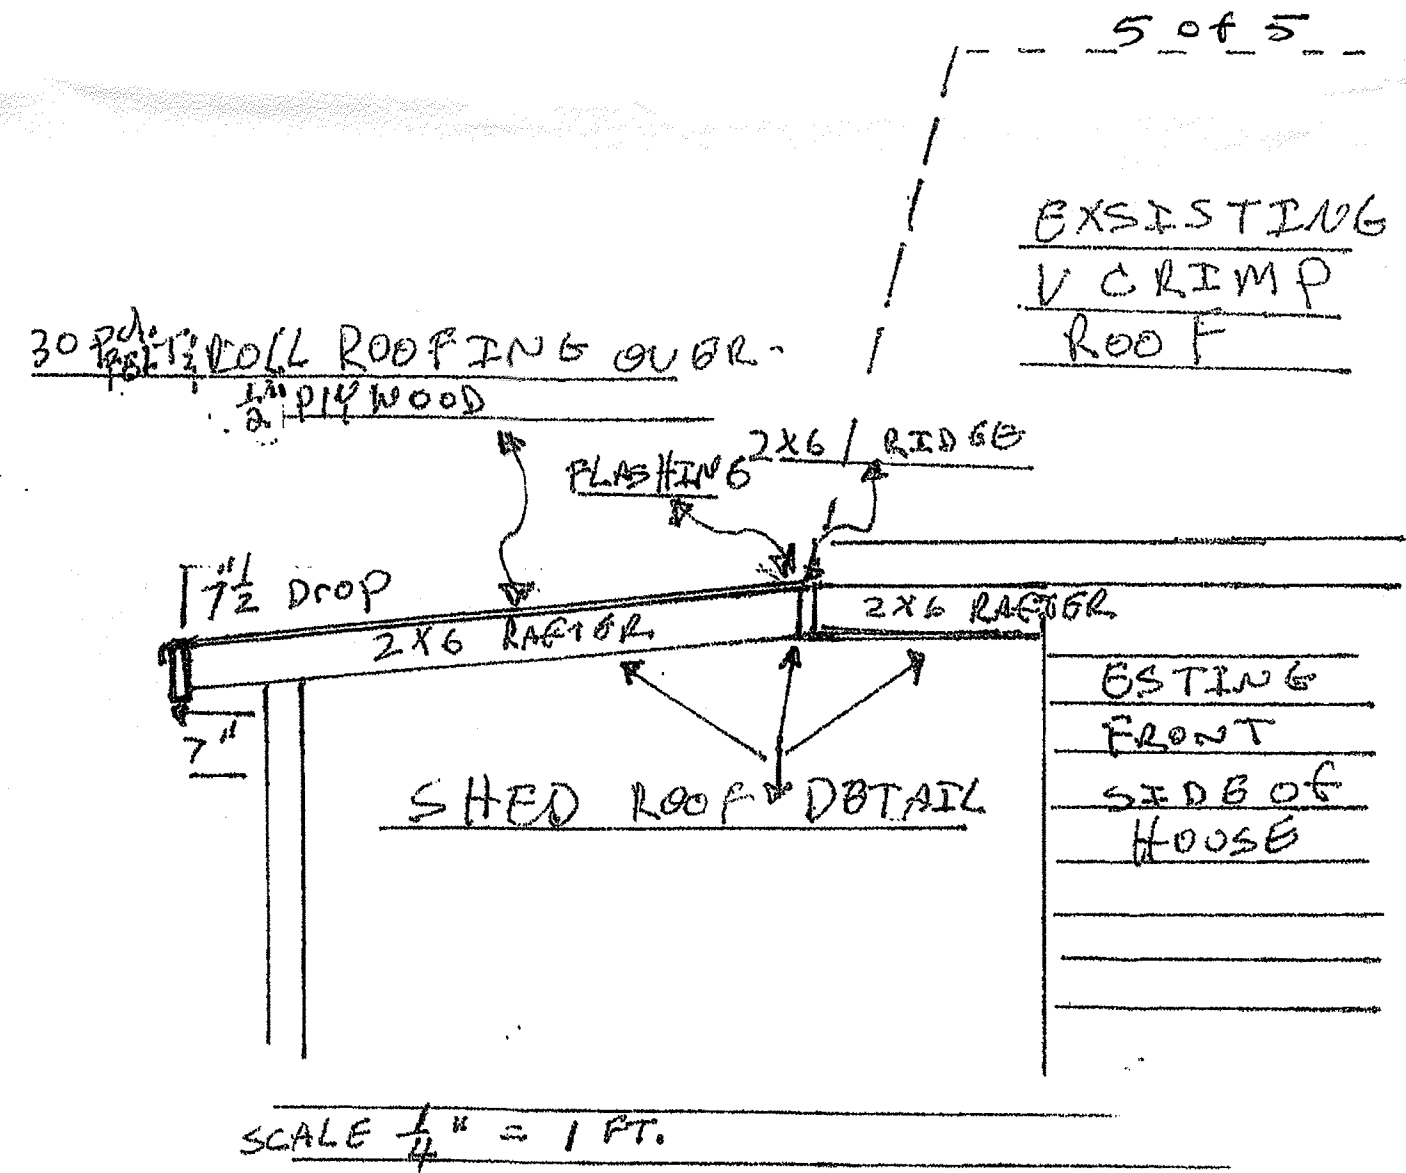 5 of 5
EXSISTING
V CRIMP
ROOF
30 ROLL ROOFING OVER
1/2" PLYWOOD
2X6 RIDGE
FLASHING
7"1/2 DROP
2X6 RAFTER
2X6 RAFTER
7"
ESTING
FRONT
SIDE OF
HOUSE
SHED ROOF DETAIL
SCALE 1/4" = 1 FT.